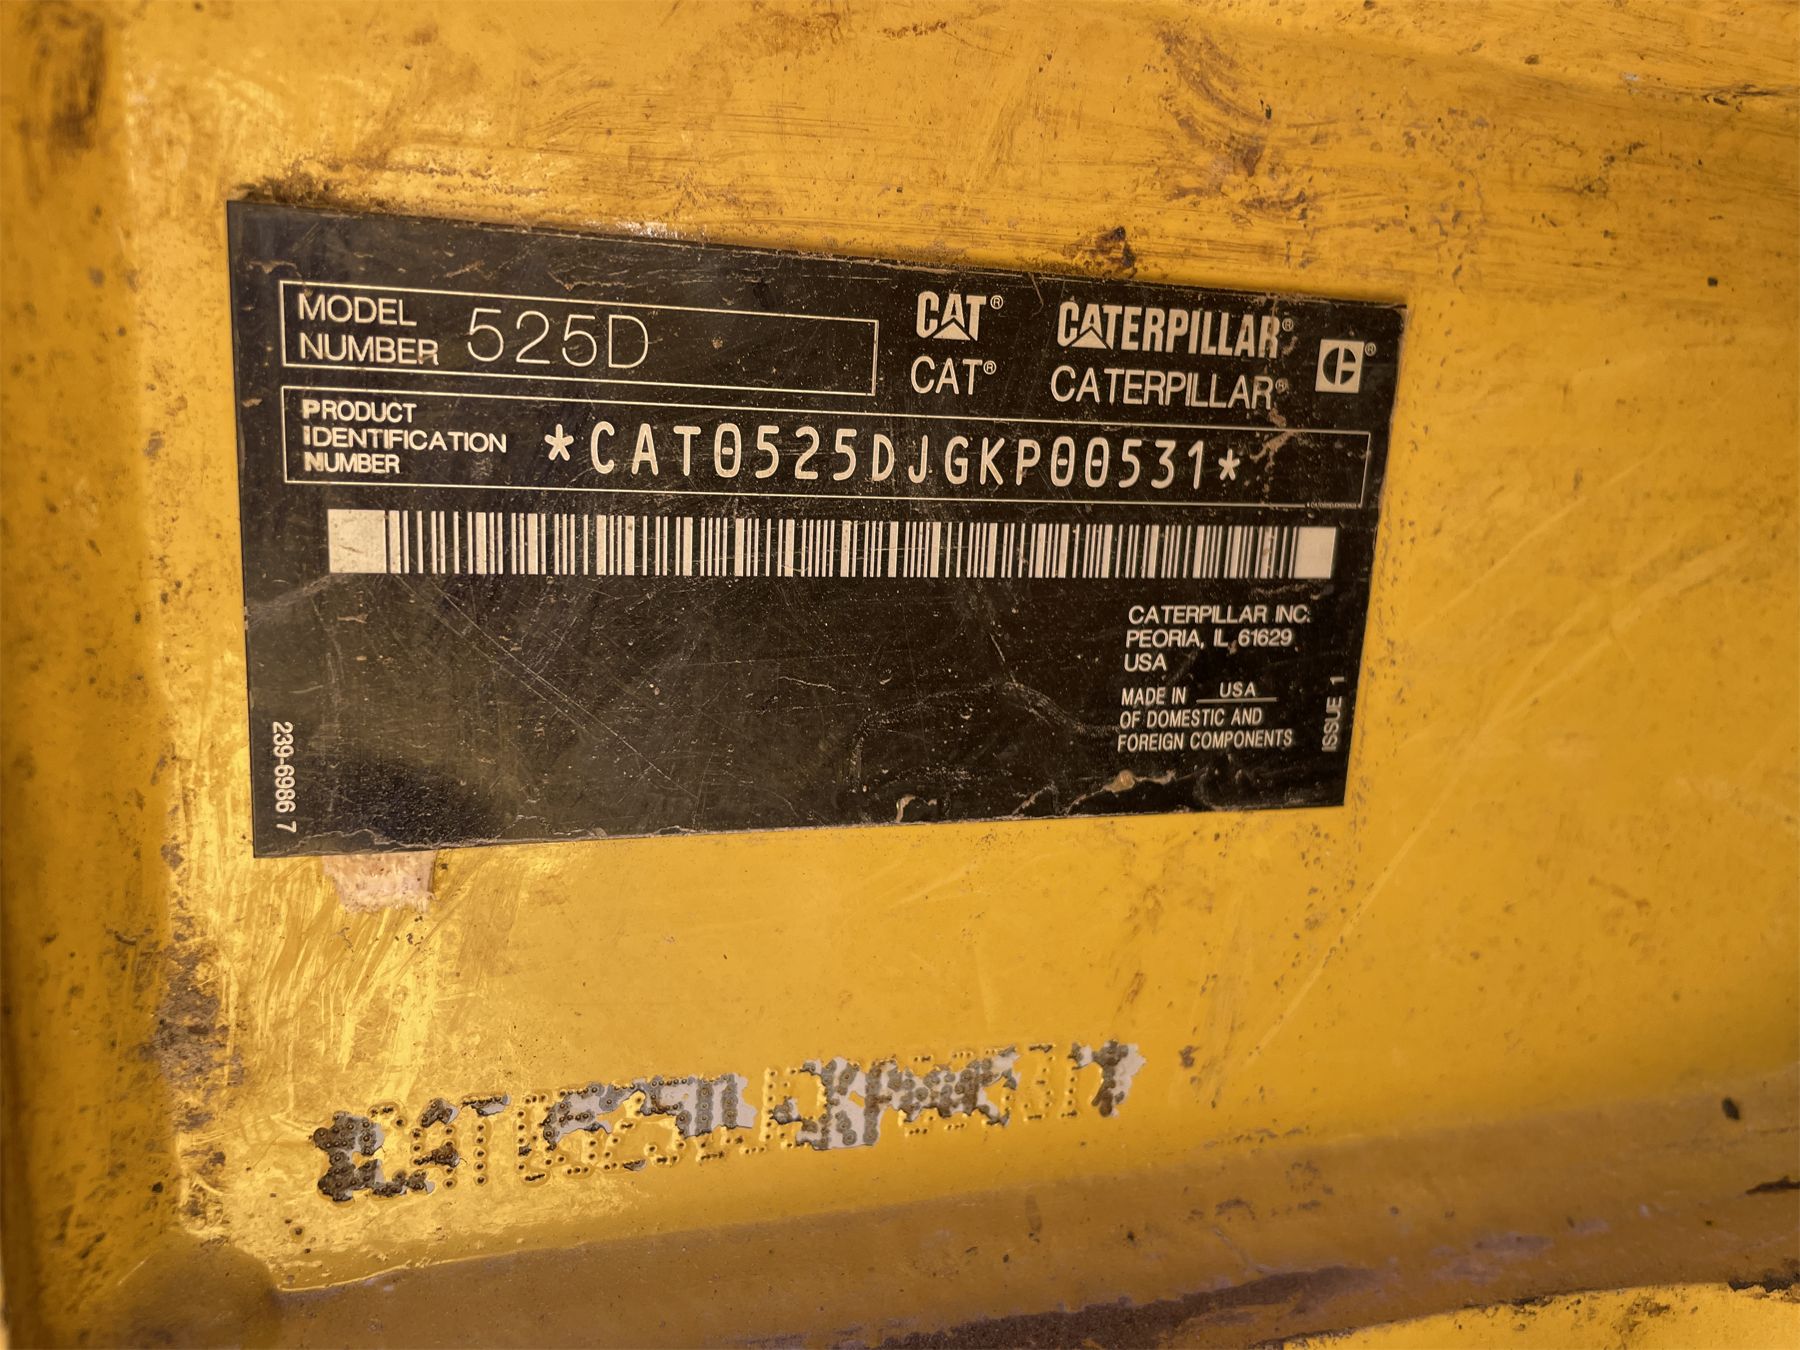 MODEL
NUMBER 525D
CAT® CATERPILLAR®
CAT® CATERPILLAR®
PRODUCT
IDENTIFICATION
NUMBER
*CAT0525DJGKP00531*
CATERPILLAR INC.
PEORIA, IL 61629
USA
MADE IN USA
OF DOMESTIC AND
FOREIGN COMPONENTS
ISSUE 1
239-6986 7